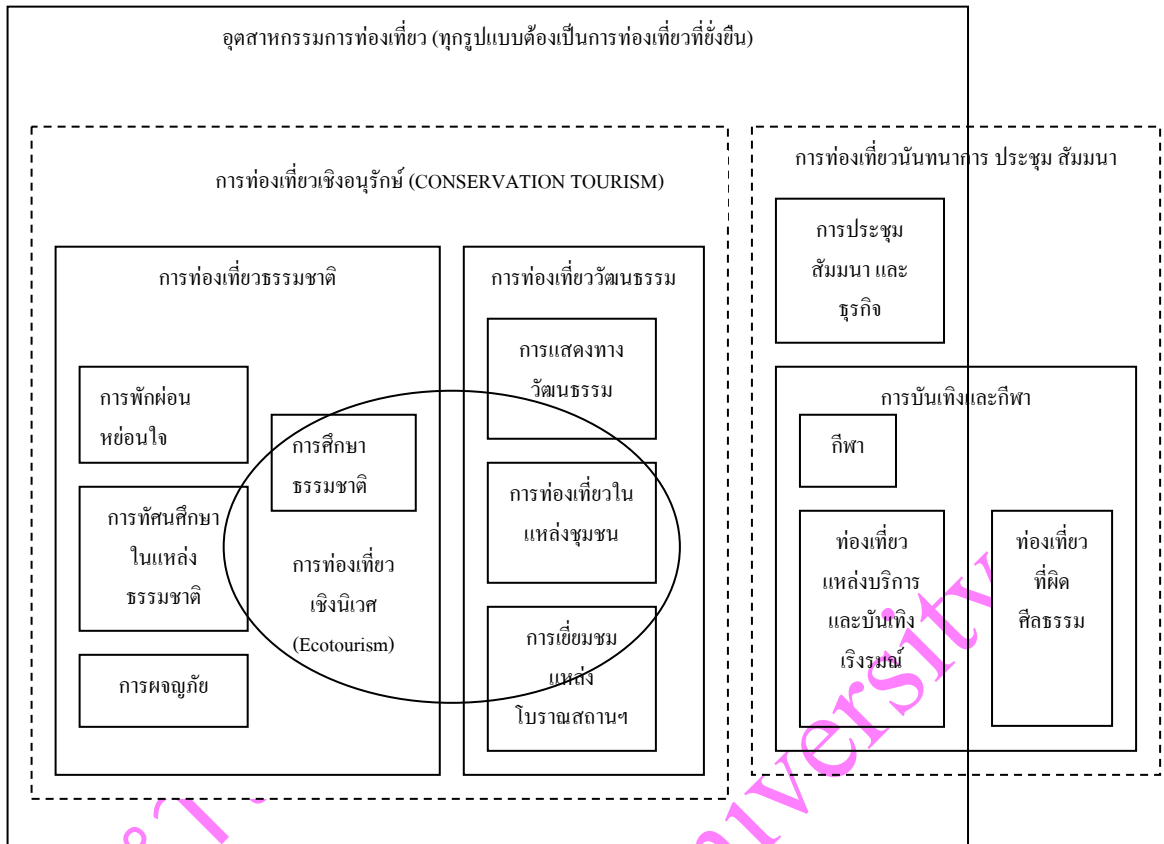 อุตสาหกรรมการท่องเที่ยว (ทุกรูปแบบต้องเป็นการท่องเที่ยวที่ยั่งยืน)
การท่องเที่ยวเชิงอนุรักษ์ (CONSERVATION TOURISM)
การท่องเที่ยวธรรมชาติ
การพักผ่อน
หย่อนใจ
การศึกษา
ธรรมชาติ
การทัศนศึกษา
ในแหล่ง
ธรรมชาติ
การท่องเที่ยว
เชิงนิเวศ
(Ecotourism)
การผจญภัย
การท่องเที่ยววัฒนธรรม
การแสดงทาง
วัฒนธรรม
การท่องเที่ยวใน
แหล่งชุมชน
การเยี่ยมชม
แหล่ง
โบราณสถานฯ
การท่องเที่ยวนันทนาการ ประชุม สัมมนา
การประชุม
สัมมนา และ
ธุรกิจ
การบันเทิงและกีฬา
กีฬา
ท่องเที่ยว
แหล่งบริการ
และบันเทิง
เริงรมณ์
ท่องเที่ยว
ที่ผิด
ศีลธรรม